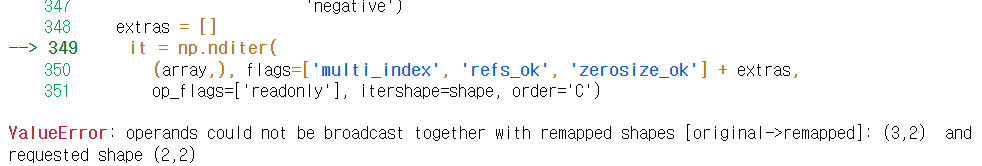 347                         'negative')
348     extras = []
--> 349     it = np.nditer(
350         (array,), flags=['multi_index', 'refs_ok', 'zerosize_ok'] + extras,
351         op_flags=['readonly'], itershape=shape, order='C')
ValueError: operands could not be broadcast together with remapped shapes [original->remapped]: (3,2)  and
requested shape (2,2)